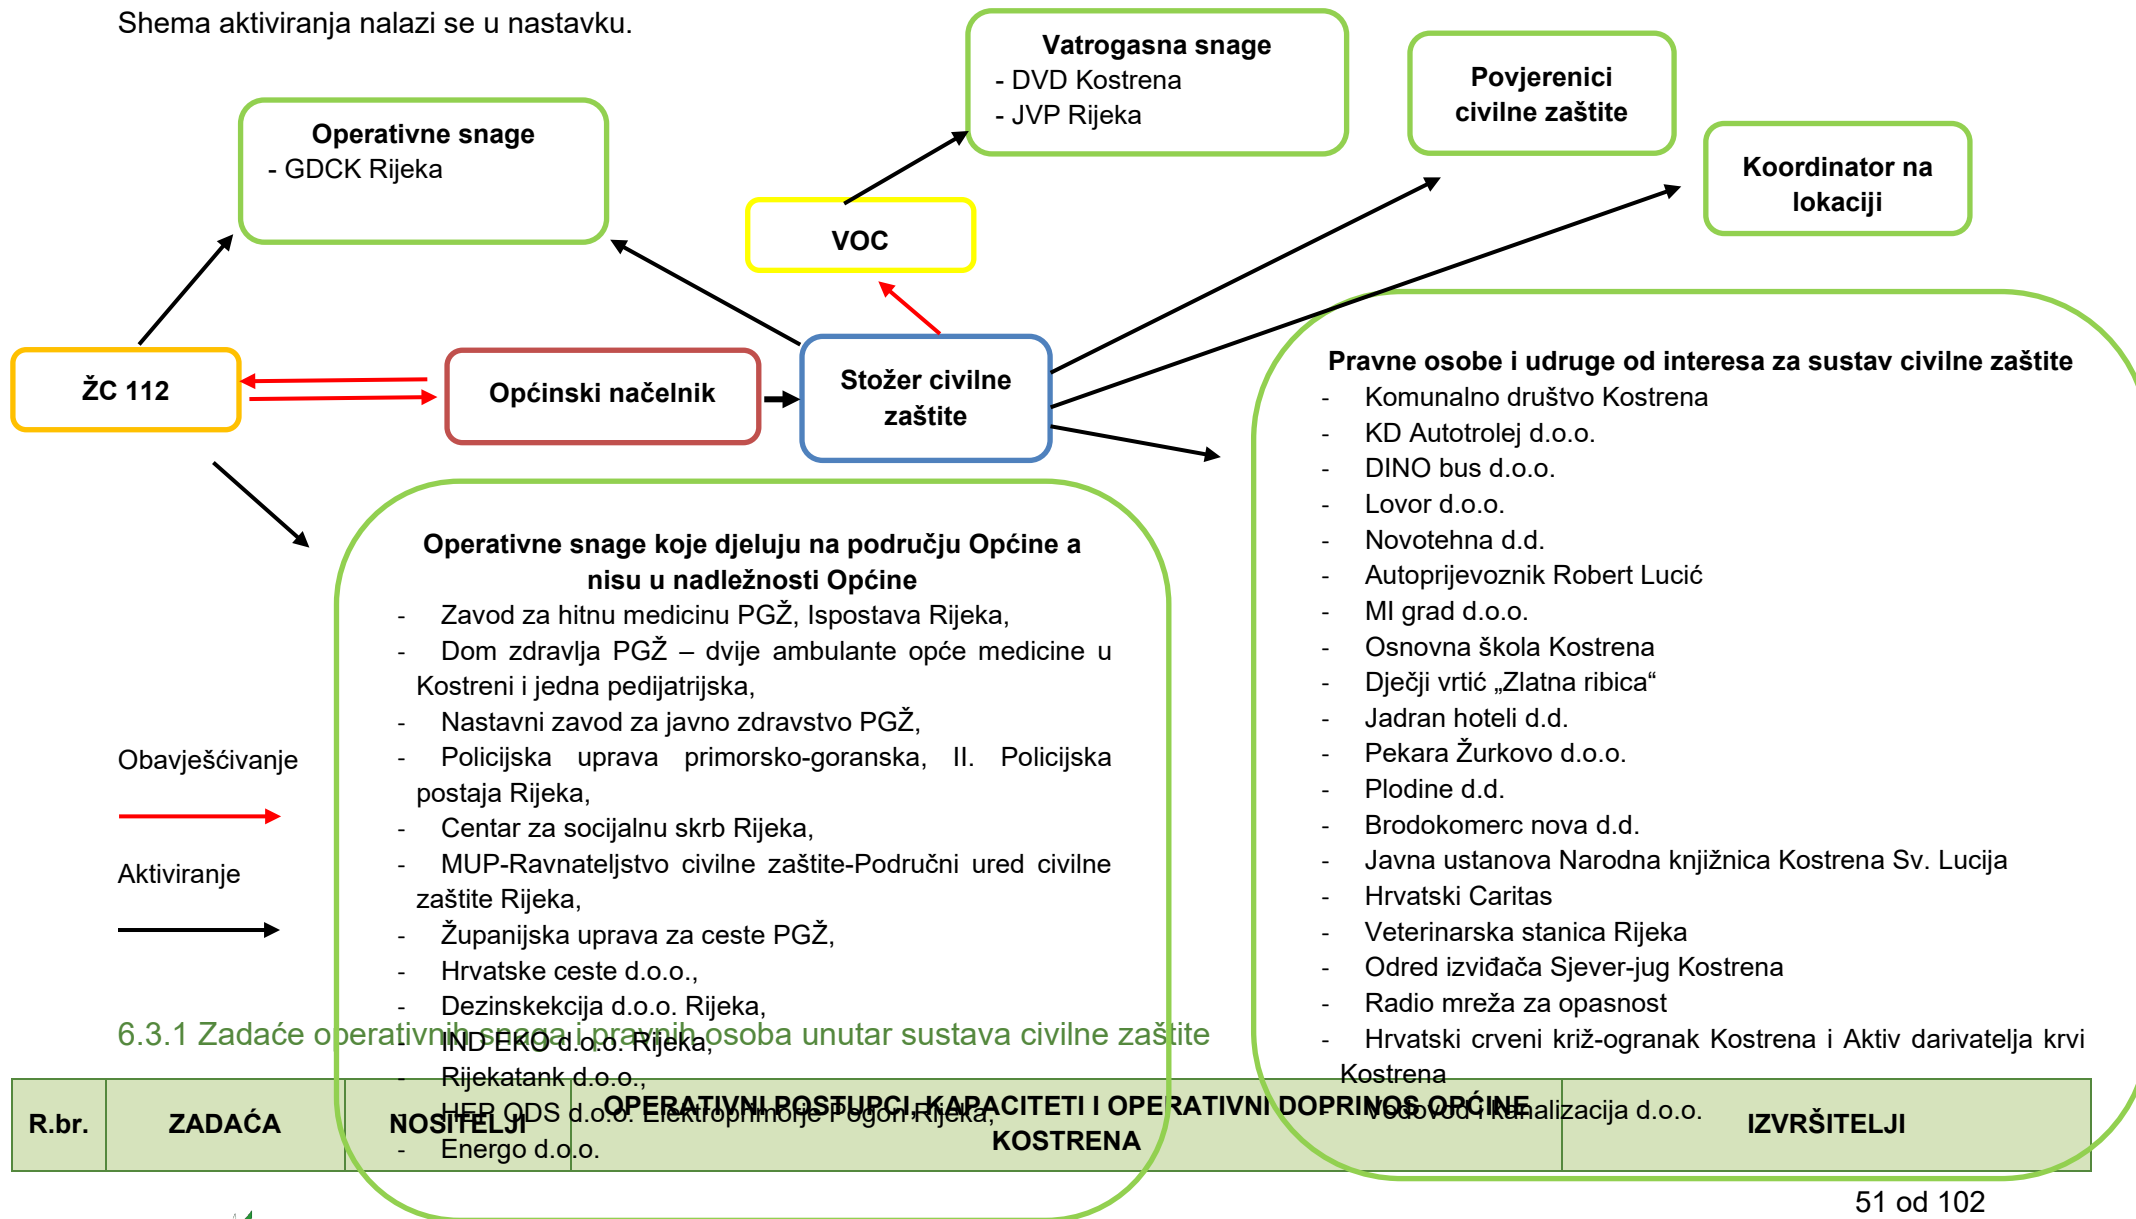 Shema aktiviranja nalazi se u nastavku.
Vatrogasna snage
- DVD Kostrena
- JVP Rijeka
Povjerenici
civilne zaštite
Operativne snage
- GDCK Rijeka
Koordinator na
lokaciji
VOC
ŽC 112
Općinski načelnik
Stožer civilne
zaštite
Pravne osobe i udruge od interesa za sustav civilne zaštite
- Komunalno društvo Kostrena
- KD Autotrolej d.o.o.
- DINO bus d.o.o.
- Lovor d.o.o.
- Novotehna d.d.
- Autoprijevoznik Robert Lucić
- MI grad d.o.o.
- Osnovna škola Kostrena
- Dječji vrtić „Zlatna ribica“
- Jadran hoteli d.d.
- Pekara Žurkovo d.o.o.
- Plodine d.d.
- Brodokomerc nova d.d.
- Javna ustanova Narodna knjižnica Kostrena Sv. Lucija
- Hrvatski Caritas
- Veterinarska stanica Rijeka
- Odred izviđača Sjever-jug Kostrena
- Radio mreža za opasnost
- Hrvatski crveni križ-ogranak Kostrena i Aktiv darivatelja krvi
Kostrena
- Vodovod i kanalizacija d.o.o.
Operativne snage koje djeluju na području Općine a
nisu u nadležnosti Općine
- Zavod za hitnu medicinu PGŽ, Ispostava Rijeka,
- Dom zdravlja PGŽ – dvije ambulante opće medicine u
Kostreni i jedna pedijatrijska,
- Nastavni zavod za javno zdravstvo PGŽ,
- Policijska uprava primorsko-goranska, II. Policijska
postaja Rijeka,
- Centar za socijalnu skrb Rijeka,
- MUP-Ravnateljstvo civilne zaštite-Područni ured civilne
zaštite Rijeka,
- Županijska uprava za ceste PGŽ,
- Hrvatske ceste d.o.o.,
- Dezinskekcija d.o.o. Rijeka,
- IND EKO d.o.o. Rijeka,
- Rijekatank d.o.o.,
- HEP ODS d.o.o. Elektroprimorje Pogon Rijeka,
- Energo d.o.o.
Obavješćivanje
Aktiviranje
6.3.1 Zadaće operativnih snaga i pravnih osoba unutar sustava civilne zaštite
R.br.
ZADAĆA
NOSITELJI
OPERATIVNI POSTUPCI, KAPACITETI I OPERATIVNI DOPRINOS OPĆINE
KOSTRENA
IZVRŠITELJI
51 od 102